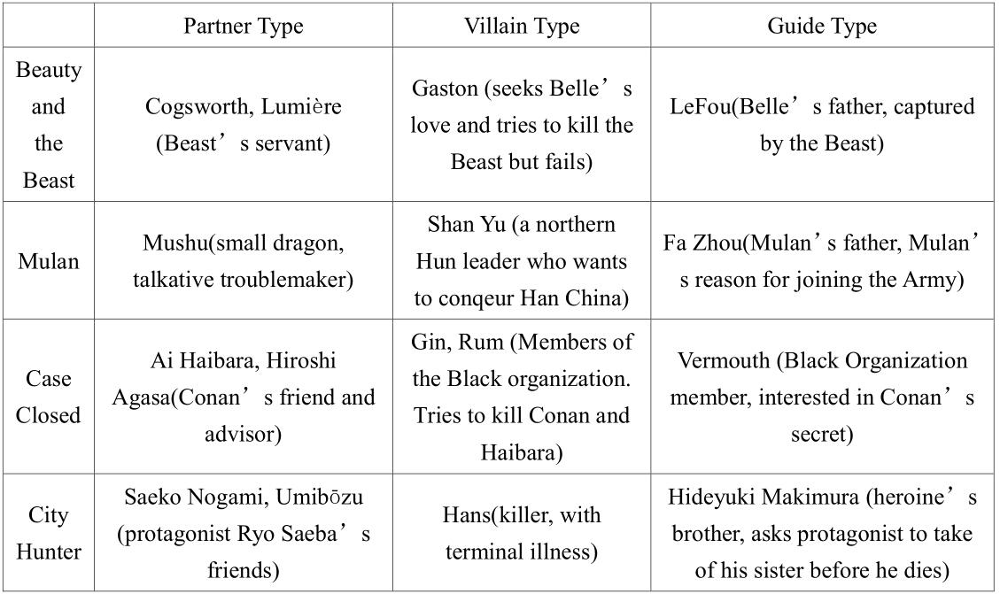 Partner Type
Villain Type
Guide Type
Beauty
and
the
Beast
Cogsworth, Lumière
(Beast’s servant)
Gaston (seeks Belle’s
love and tries to kill the
Beast but fails)
LeFou(Belle’s father, captured
by the Beast)
Mulan
Mushu(small dragon,
talkative troublemaker)
Shan Yu (a northern
Hun leader who wants
to conqeur Han China)
Fa Zhou(Mulan’s father, Mulan’
s reason for joining the Army)
Case
Closed
Ai Haibara, Hiroshi
Agasa(Conan’s friend and
advisor)
Gin, Rum (Members of
the Black organization.
Tries to kill Conan and
Haibara)
Vermouth (Black Organization
member, interested in Conan’s
secret)
City
Hunter
Saeko Nogami, Umibōzu
(protagonist Ryo Saeba’s
friends)
Hans(killer, with
terminal illness)
Hideyuki Makimura (heroine’s
brother, asks protagonist to take
of his sister before he dies)